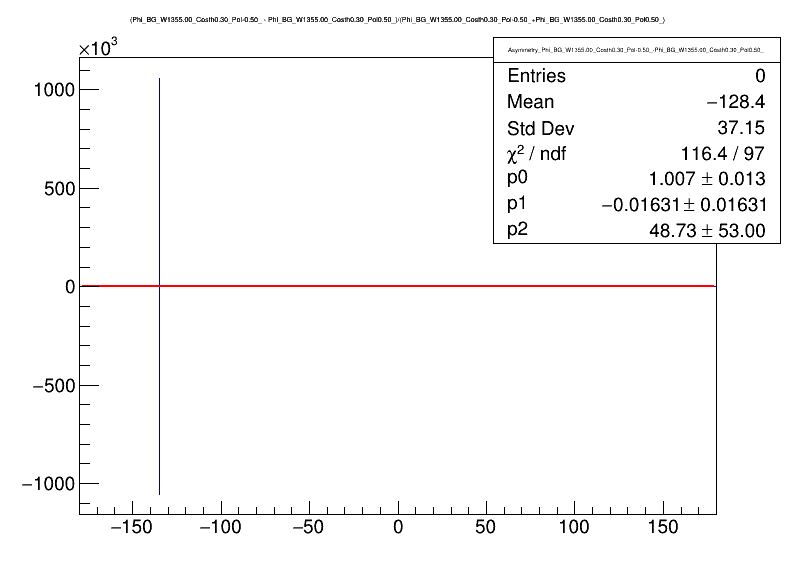 (Phi_BG_W1355.00_Costh0.30_Pol-0.50_ - Phi_BG_W1355.00_Costh0.30_Pol0.50_)/(Phi_BG_W1355.00_Costh0.30_Pol-0.50_+Phi_BG_W1355.00_Costh0.30_Pol0.50_)
×10³
Asymmetry_Phi_BG_W1355.00_Costh0.30_Pol-0.50_-Phi_BG_W1355.00_Costh0.30_Pol0.50_
Entries 0
Mean −128.4
Std Dev 37.15
χ² / ndf 116.4 / 97
p0 1.007 ± 0.013
p1 −0.01631 ± 0.01631
p2 48.73 ± 53.00
1000
500
0
−500
−1000
−150 −100 −50 0 50 100 150